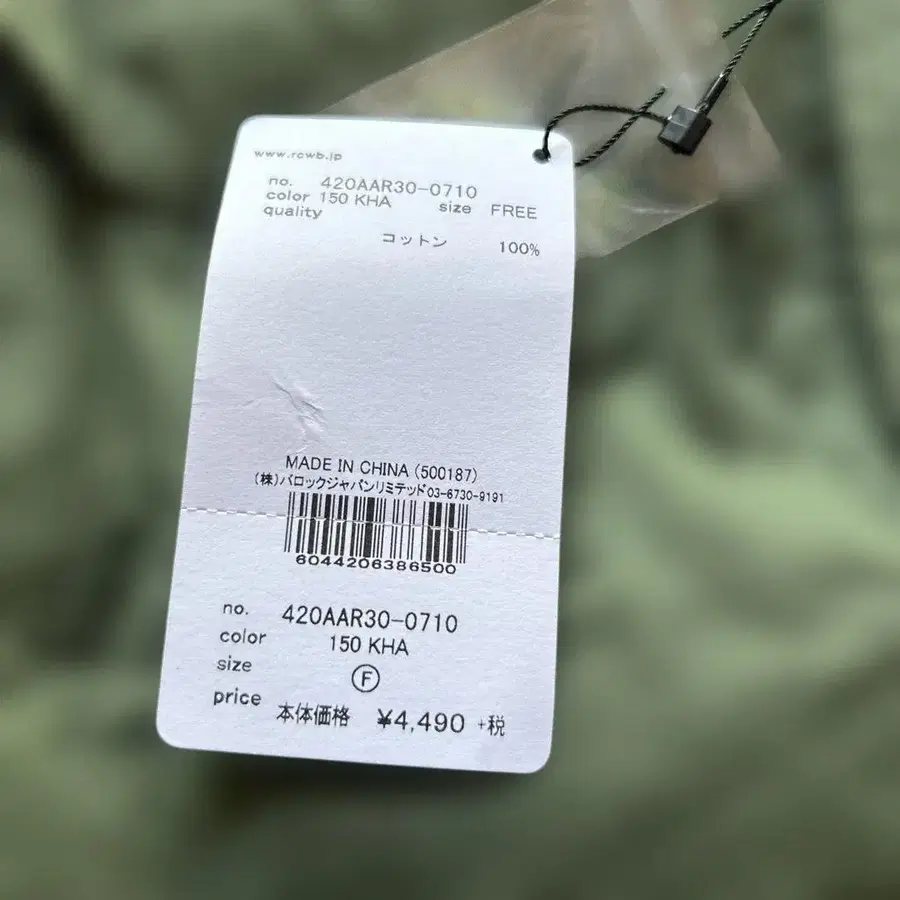 www.rcwb.jp
no. 420AAR30-0710
color 150 KHA size FREE
quality
コットン 100%
MADE IN CHINA (500187)
(株)バロックジャパンリミテッド03-6730-9191
6044206386500
no. 420AAR30-0710
color 150 KHA
size F
price 本体価格 ¥4,490 +税